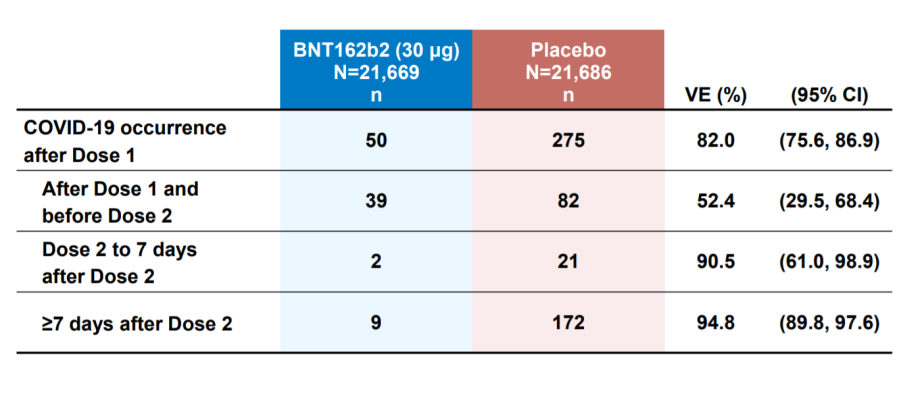 BNT162b2 (30 µg)
N=21,669
n
Placebo
N=21,686
n
VE (%)
(95% CI)
COVID-19 occurrence
after Dose 1
50
275
82.0
(75.6, 86.9)
After Dose 1 and
before Dose 2
39
82
52.4
(29.5, 68.4)
Dose 2 to 7 days
after Dose 2
2
21
90.5
(61.0, 98.9)
≥7 days after Dose 2
9
172
94.8
(89.8, 97.6)